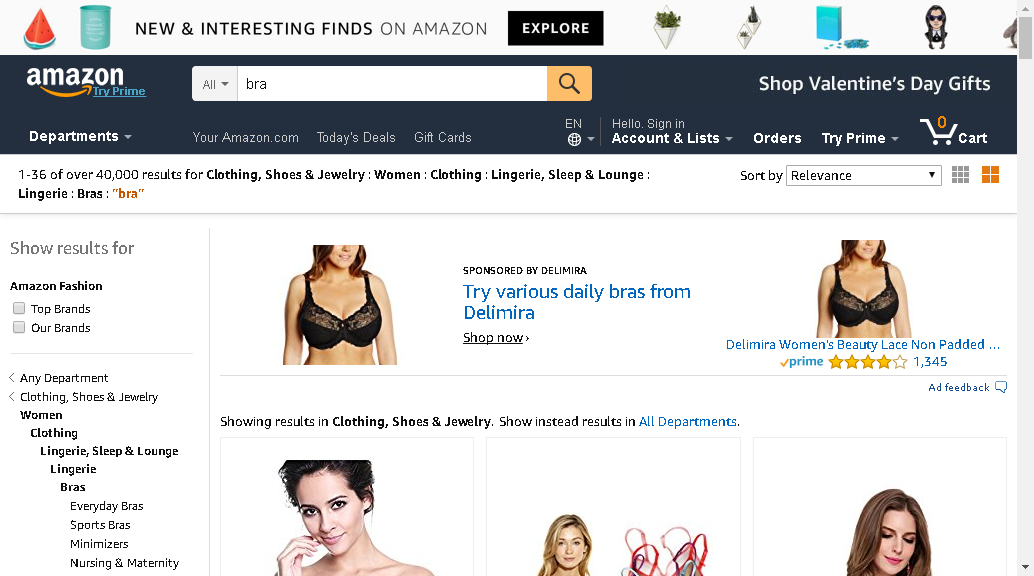 NEW & INTERESTING FINDS ON AMAZON
EXPLORE
amazon
Try Prime
All
bra
Shop Valentine's Day Gifts
Departments
Your Amazon.com
Today's Deals
Gift Cards
EN
Hello. Sign in
Account & Lists
Orders
Try Prime
0
Cart
1-36 of over 40,000 results for Clothing, Shoes & Jewelry : Women : Clothing : Lingerie, Sleep & Lounge :
Lingerie : Bras : "bra"
Sort by
Relevance
Show results for
Amazon Fashion
Top Brands
Our Brands
Any Department
Clothing, Shoes & Jewelry
Women
Clothing
Lingerie, Sleep & Lounge
Lingerie
Bras
Everyday Bras
Sports Bras
Minimizers
Nursing & Maternity
SPONSORED BY DELIMIRA
Try various daily bras from
Delimira
Shop now ›
Delimira Women's Beauty Lace Non Padded ...
prime
1,345
Ad feedback
Showing results in Clothing, Shoes & Jewelry. Show instead results in All Departments.